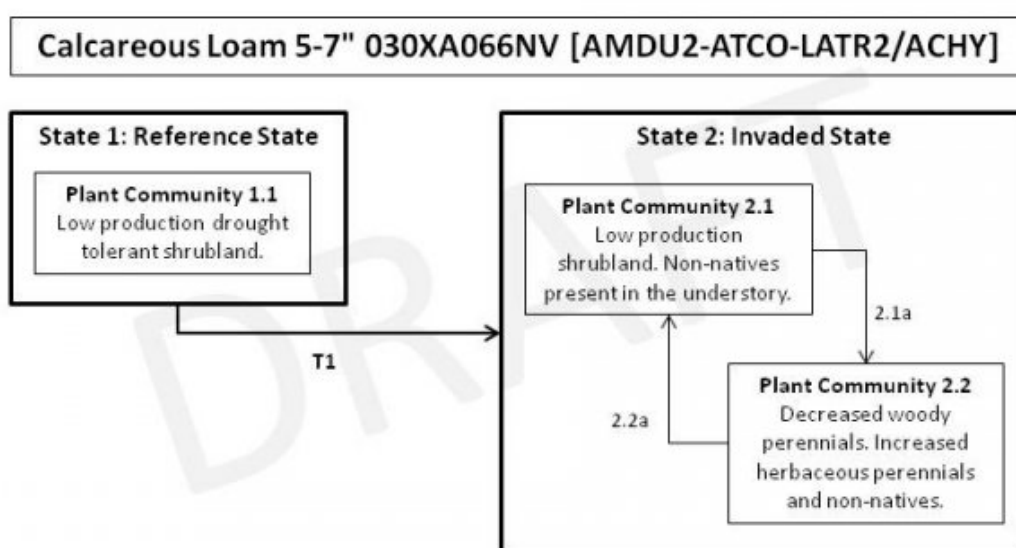 Calcareous Loam 5-7" 030XA066NV [AMDU2-ATCO-LATR2/ACHY]
State 1: Reference State
Plant Community 1.1
Low production drought
tolerant shrubland.
T1
State 2: Invaded State
Plant Community 2.1
Low production
shrubland. Non-natives
present in the understory.
2.1a
2.2a
Plant Community 2.2
Decreased woody
perennials. Increased
herbaceous perennials
and non-natives.
DRAFT